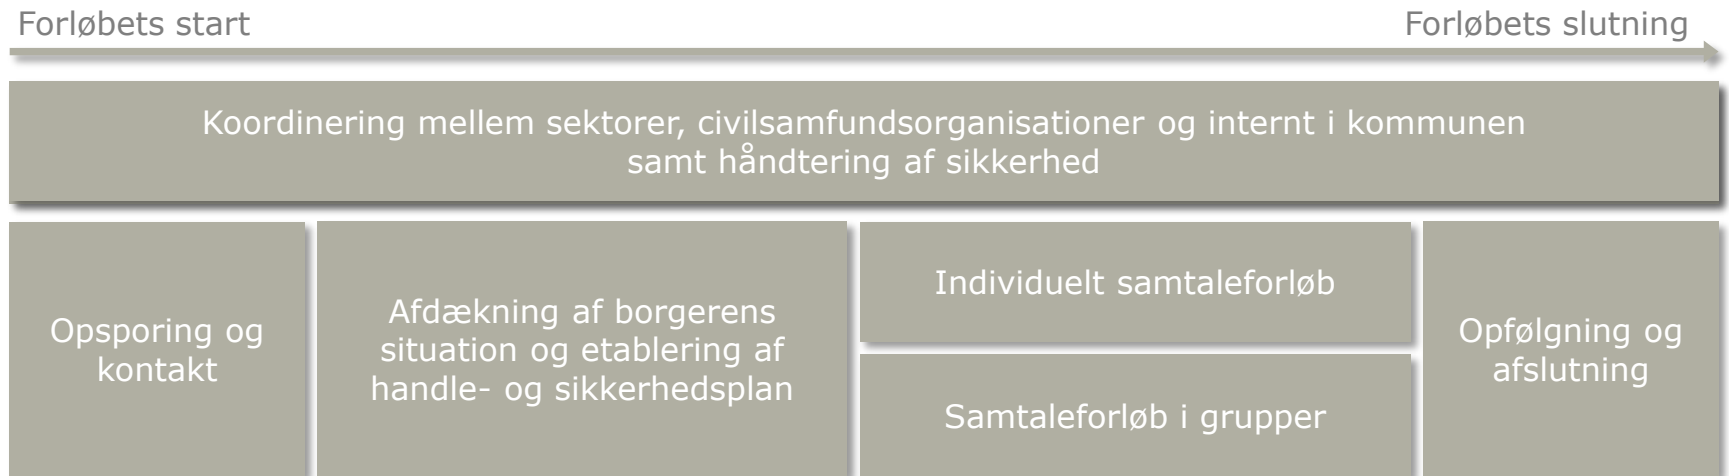 Forløbets start
Forløbets slutning
Koordinering mellem sektorer, civilsamfundsorganisationer og internt i kommunen
samt håndtering af sikkerhed
Opsporing og
kontakt
Afdækning af borgerens
situation og etablering af
handle- og sikkerhedsplan
Individuelt samtaleforløb
Samtaleforløb i grupper
Opfølgning og
afslutning